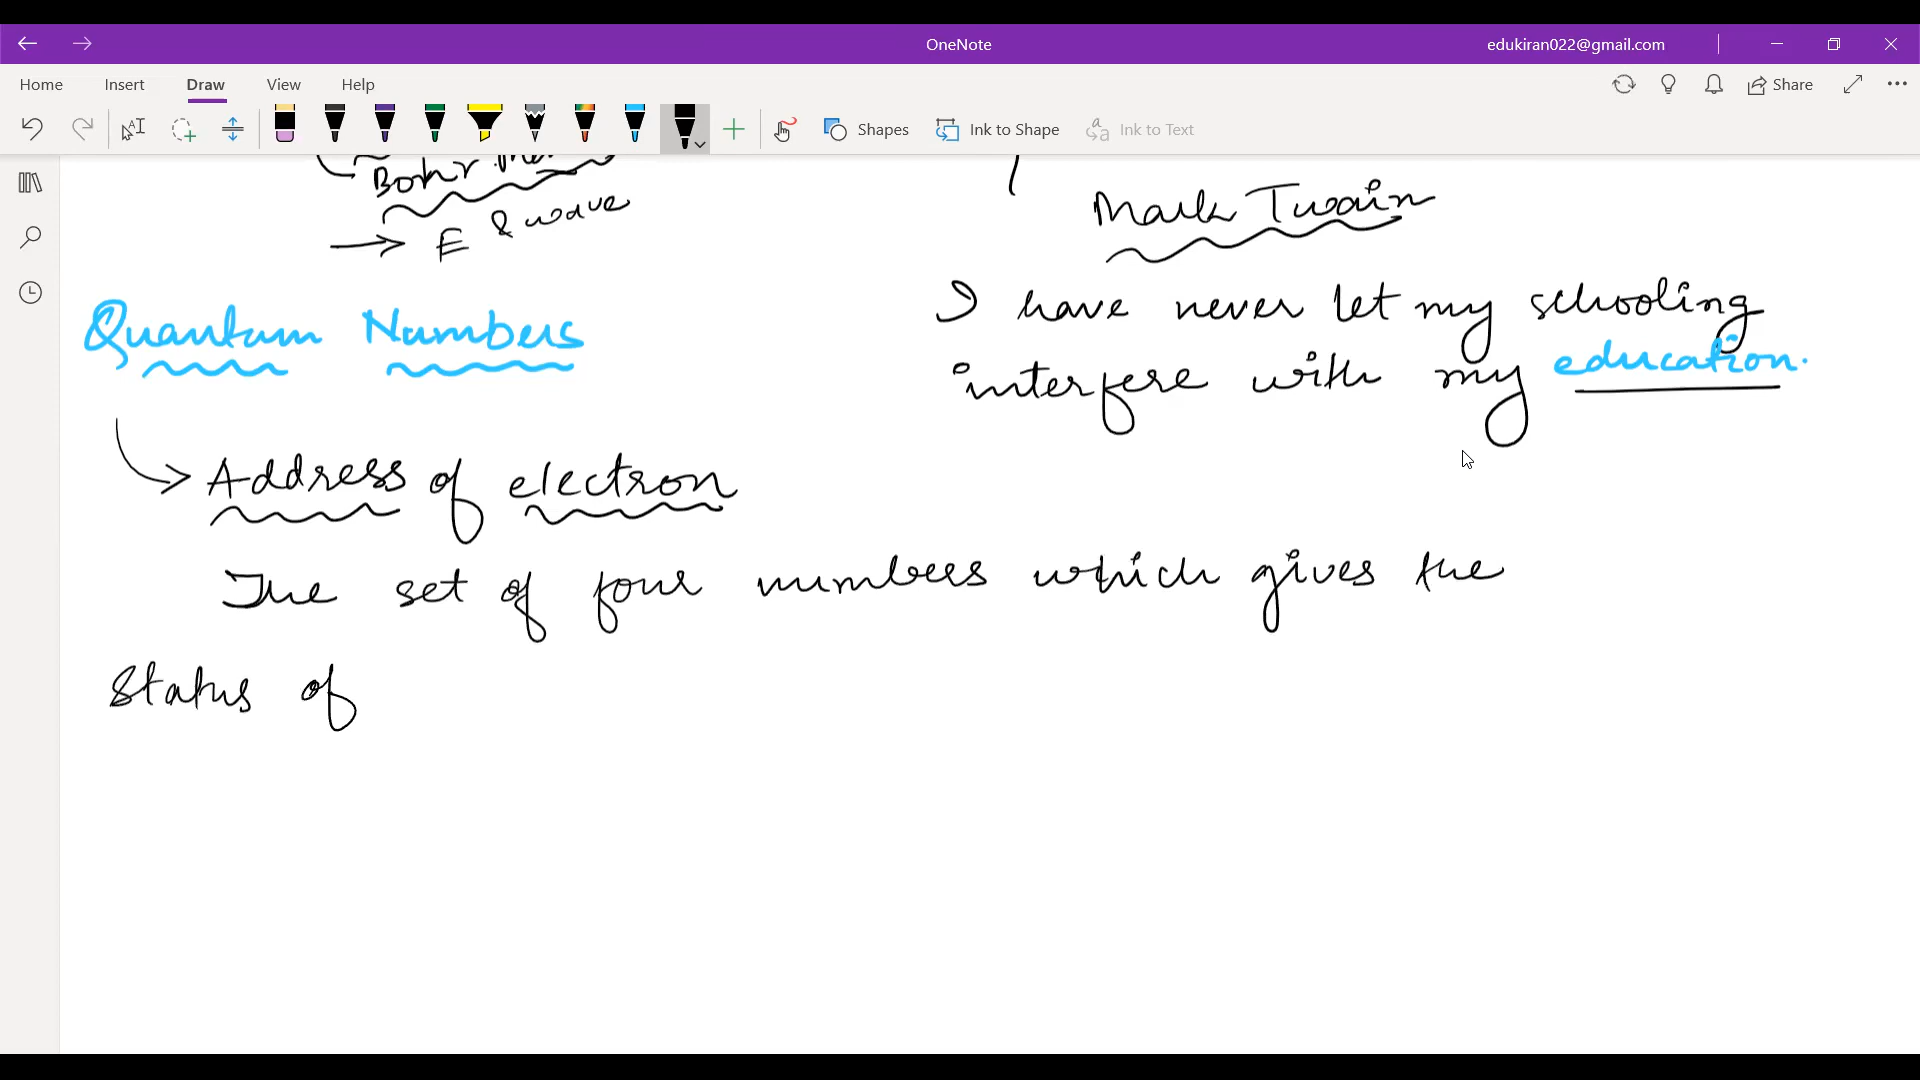 OneNote
edukiran022@gmail.com
Home Insert Draw View Help
Share
Shapes Ink to Shape Ink to Text
Bohr
→ E & wave
Mark Twain
I have never let my schooling
interfere with my education.
Quantum Numbers
Address of electron
The set of four numbers which gives the
Status of